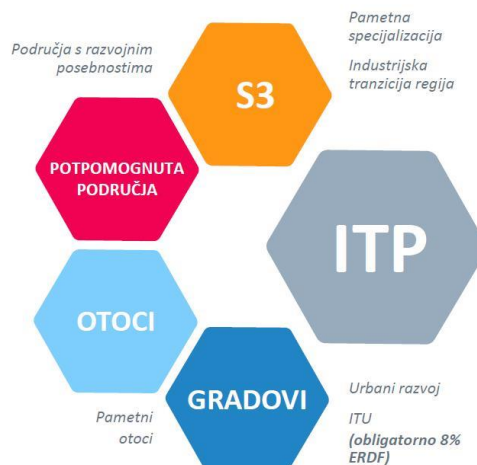 Pametna
specijalizacija
Industrijska
tranzicija regija
Područja s razvojnim
posebnostima
S3
POTPOMOGNUTA
PODRUČJA
ITP
OTOCI
GRADOVI
Pametni
otoci
Urbani razvoj
ITU
(obligatorno 8%
ERDF)